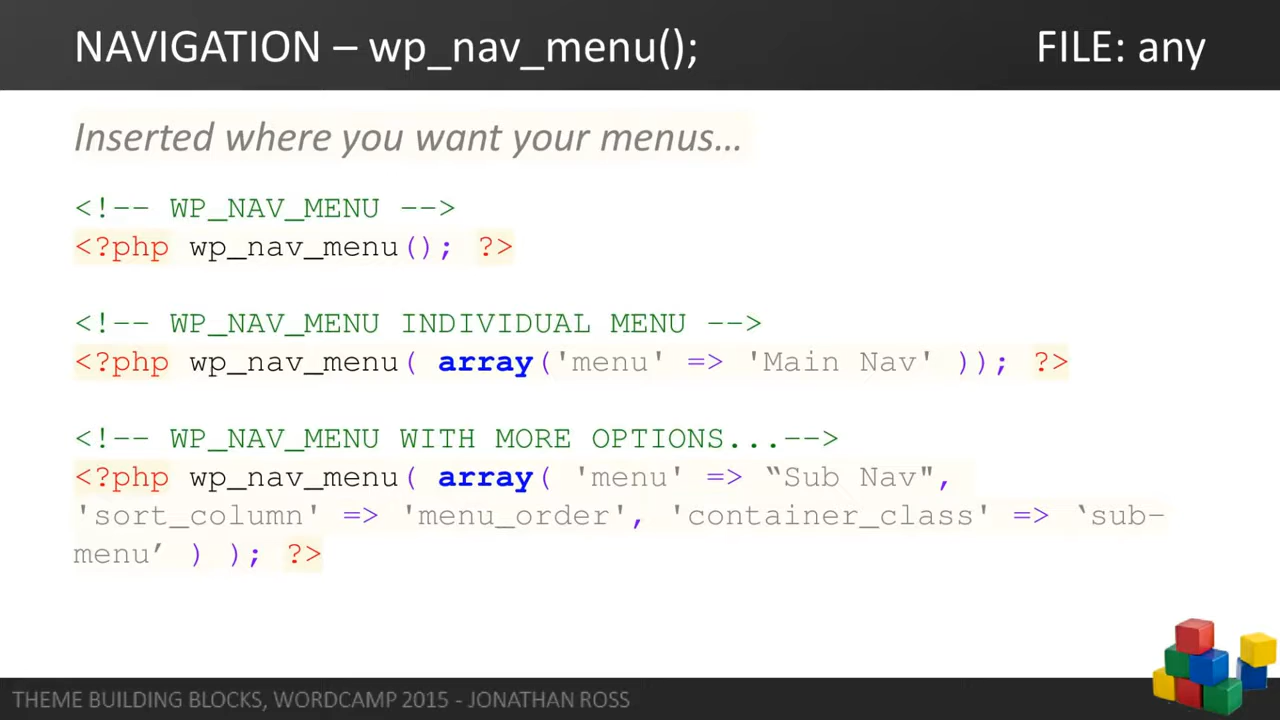 NAVIGATION – wp_nav_menu();
FILE: any
Inserted where you want your menus…
<!-- WP_NAV_MENU -->
<?php wp_nav_menu(); ?>
<!-- WP_NAV_MENU INDIVIDUAL MENU -->
<?php wp_nav_menu( array('menu' => 'Main Nav' )); ?>
<!-- WP_NAV_MENU WITH MORE OPTIONS...-->
<?php wp_nav_menu( array( 'menu' => “Sub Nav",
'sort_column' => 'menu_order', 'container_class' => ‘sub-
menu’ ) ); ?>
THEME BUILDING BLOCKS, WORDCAMP 2015 - JONATHAN ROSS